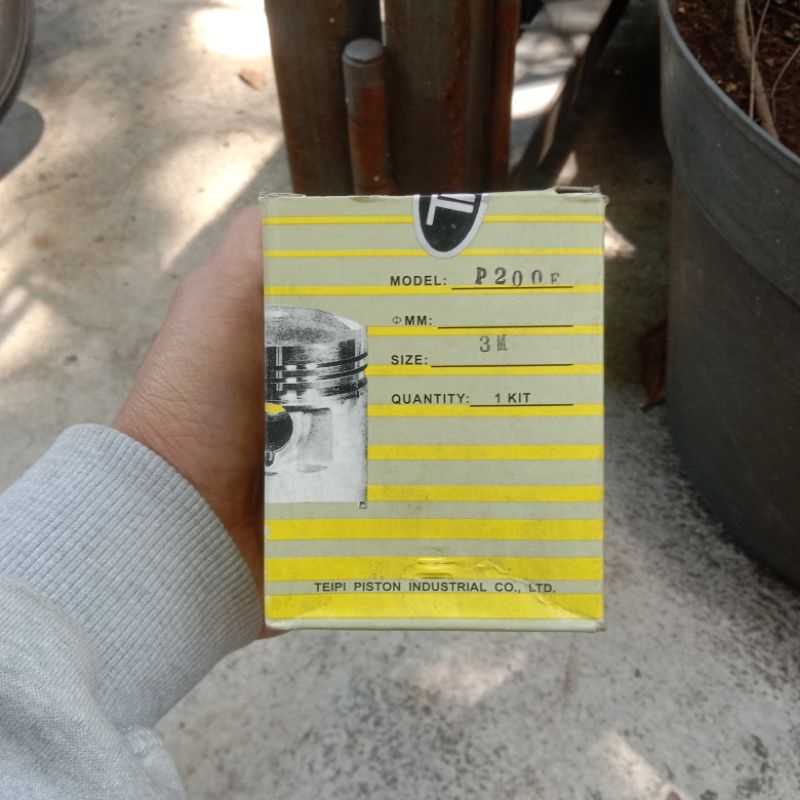 MODEL: P200E
ΦMM:
SIZE: 3M
QUANTITY: 1 KIT
TEIPI PISTON INDUSTRIAL CO., LTD.